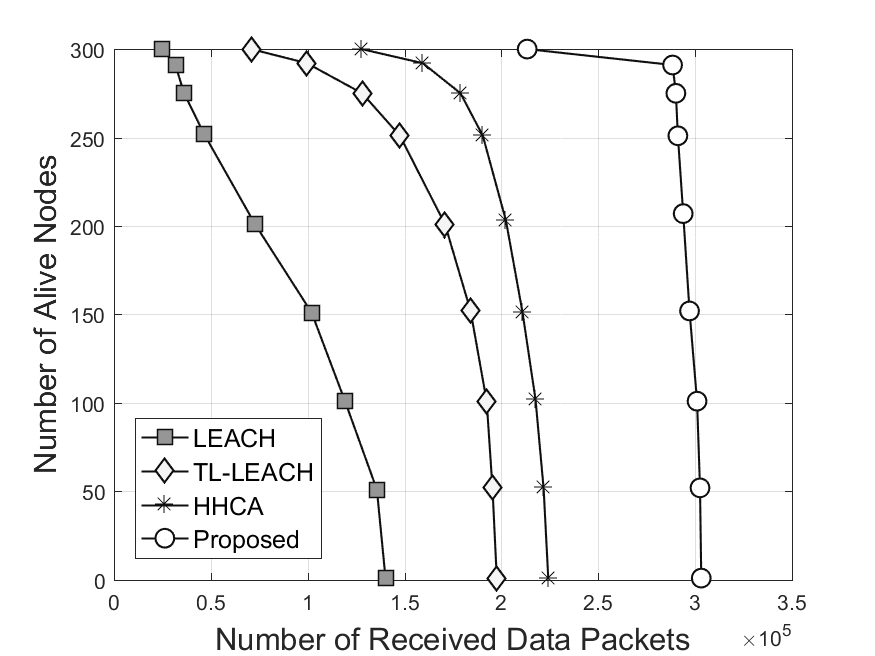 300
250
200
150
100
50
0
Number of Alive Nodes
LEACH
TL-LEACH
HHCA
Proposed
0 0.5 1 1.5 2 2.5 3 3.5
Number of Received Data Packets
×10^5